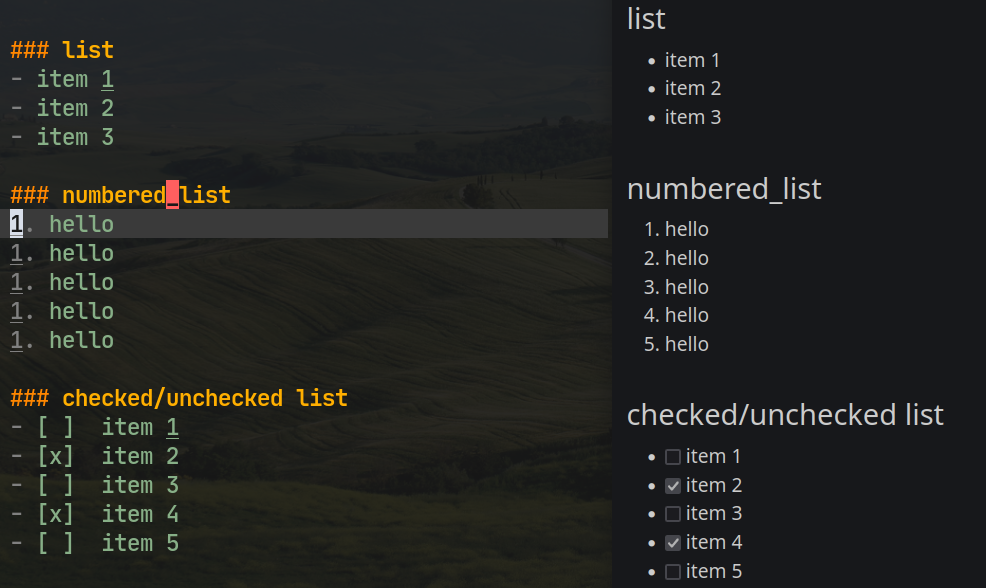 ### list
- item 1
- item 2
- item 3
### numbered_list
1. hello
1. hello
1. hello
1. hello
1. hello
### checked/unchecked list
- [ ]  item 1
- [x]  item 2
- [ ]  item 3
- [x]  item 4
- [ ]  item 5
list
• item 1
• item 2
• item 3
numbered_list
1. hello
2. hello
3. hello
4. hello
5. hello
checked/unchecked list
• ☐ item 1
• ☑ item 2
• ☐ item 3
• ☑ item 4
• ☐ item 5